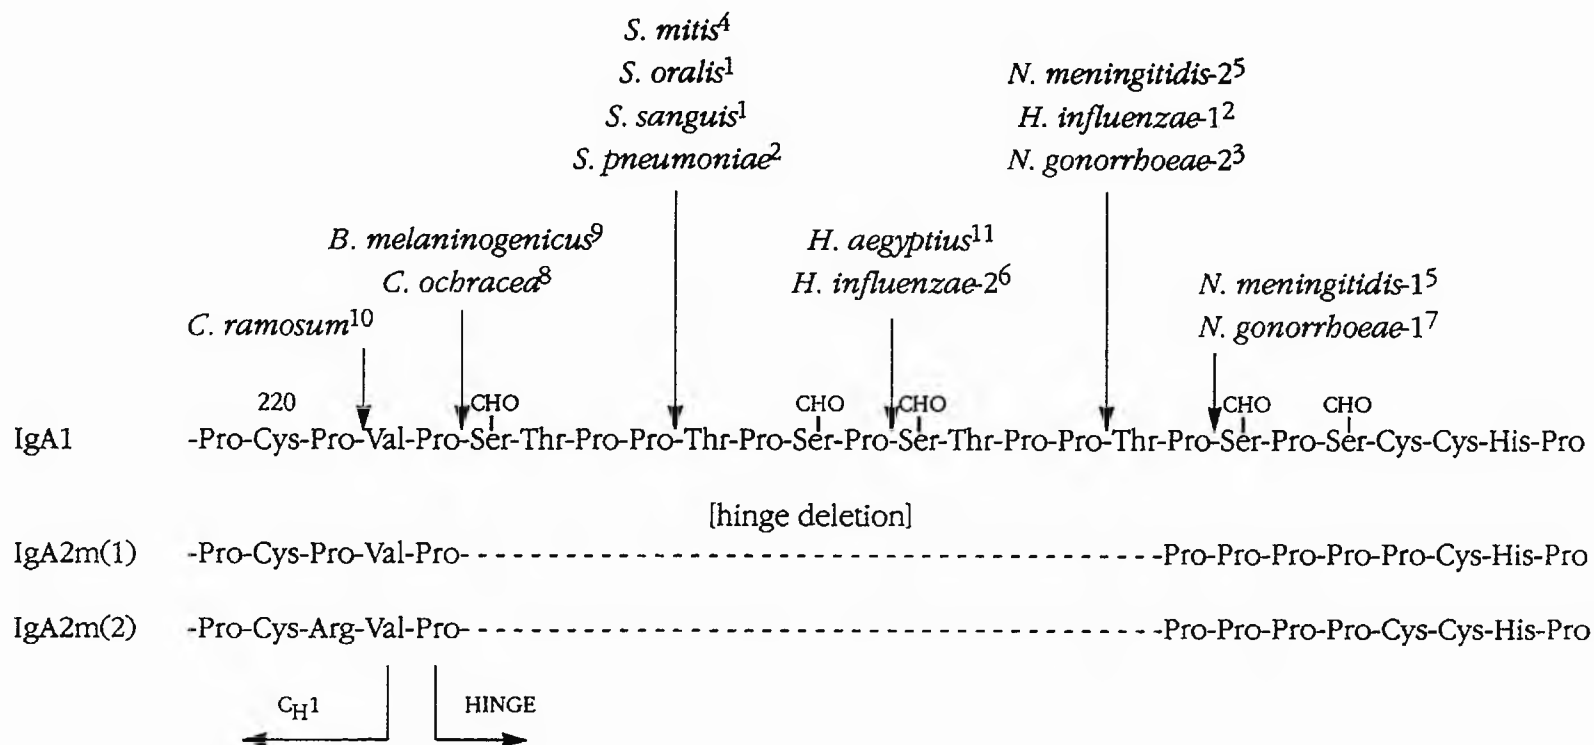 S. mitis⁴
S. oralis¹
S. sanguis¹
S. pneumoniae²
N. meningitidis-2⁵
H. influenzae-1²
N. gonorrhoeae-2³
B. melaninogenicus⁹
C. ochracea⁸
H. aegyptius¹¹
H. influenzae-2⁶
N. meningitidis-1⁵
N. gonorrhoeae-1⁷
C. ramosum¹⁰
220 CHO CHO CHO CHO CHO
IgA1 -Pro-Cys-Pro-Val-Pro-Ser-Thr-Pro-Pro-Thr-Pro-Ser-Pro-Ser-Thr-Pro-Pro-Thr-Pro-Ser-Pro-Ser-Cys-Cys-His-Pro
[hinge deletion]
IgA2m(1) -Pro-Cys-Pro-Val-Pro- - - - - - - - - - - - - - - - - - - - - - - - - - - - - - - - - - - - - - - - - - -Pro-Pro-Pro-Pro-Pro-Cys-His-Pro
IgA2m(2) -Pro-Cys-Arg-Val-Pro- - - - - - - - - - - - - - - - - - - - - - - - - - - - - - - - - - - - - - - - - - -Pro-Pro-Pro-Pro-Cys-Cys-His-Pro
C_H1 HINGE